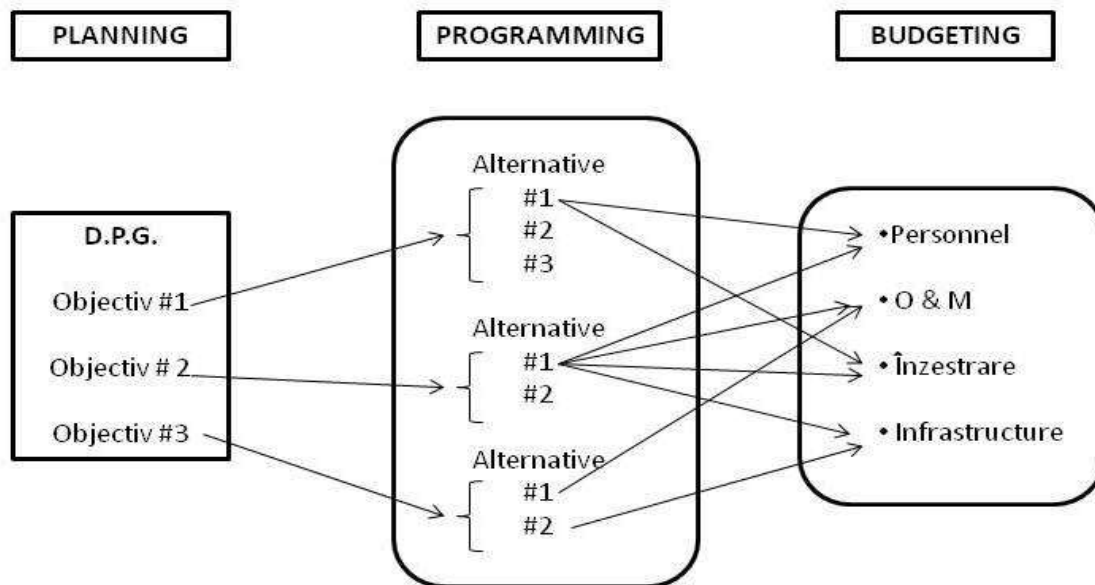 PLANNING
PROGRAMMING
BUDGETING
D.P.G.
Objectiv #1
Objectiv # 2
Objectiv #3
Alternative
#1
#2
#3
Alternative
#1
#2
Alternative
#1
#2
•Personnel
• O & M
• Înzestrare
• Infrastructure